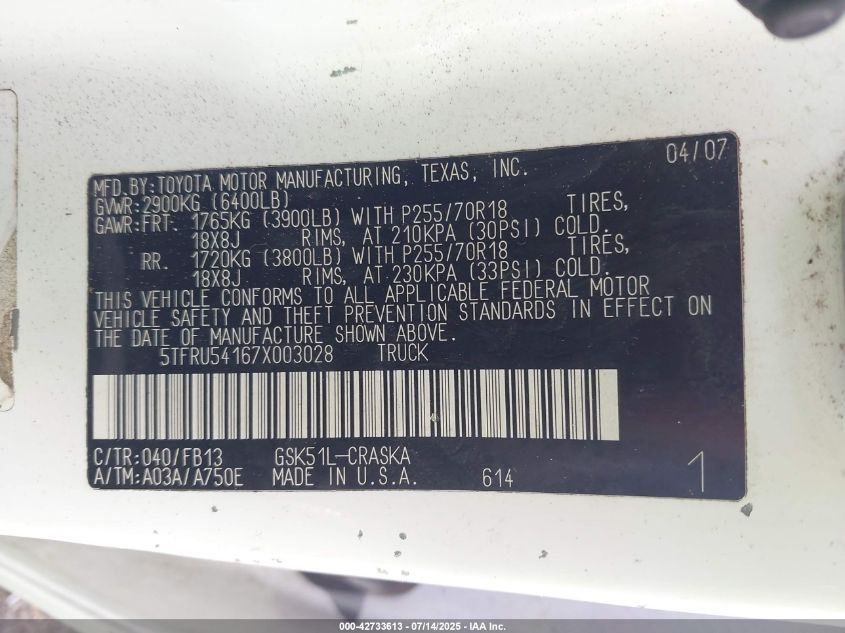 04/07
MFD.BY:TOYOTA MOTOR MANUFACTURING, TEXAS, INC.
GVWR:2900KG (6400LB)
GAWR:FRT. 1765KG (3900LB) WITH P255/70R18 TIRES,
18X8J RIMS, AT 210KPA (30PSI) COLD.
RR. 1720KG (3800LB) WITH P255/70R18 TIRES,
18X8J RIMS, AT 230KPA (33PSI) COLD.
THIS VEHICLE CONFORMS TO ALL APPLICABLE FEDERAL MOTOR
VEHICLE SAFETY AND THEFT PREVENTION STANDARDS IN EFFECT ON
THE DATE OF MANUFACTURE SHOWN ABOVE.
5TFRU54167X003028 TRUCK
C/TR:040/FB13 GSK51L-CRASKA
A/TM:A03A/A750E MADE IN U.S.A. 614 1
000-42733613 - 07/14/2025 - IAA Inc.